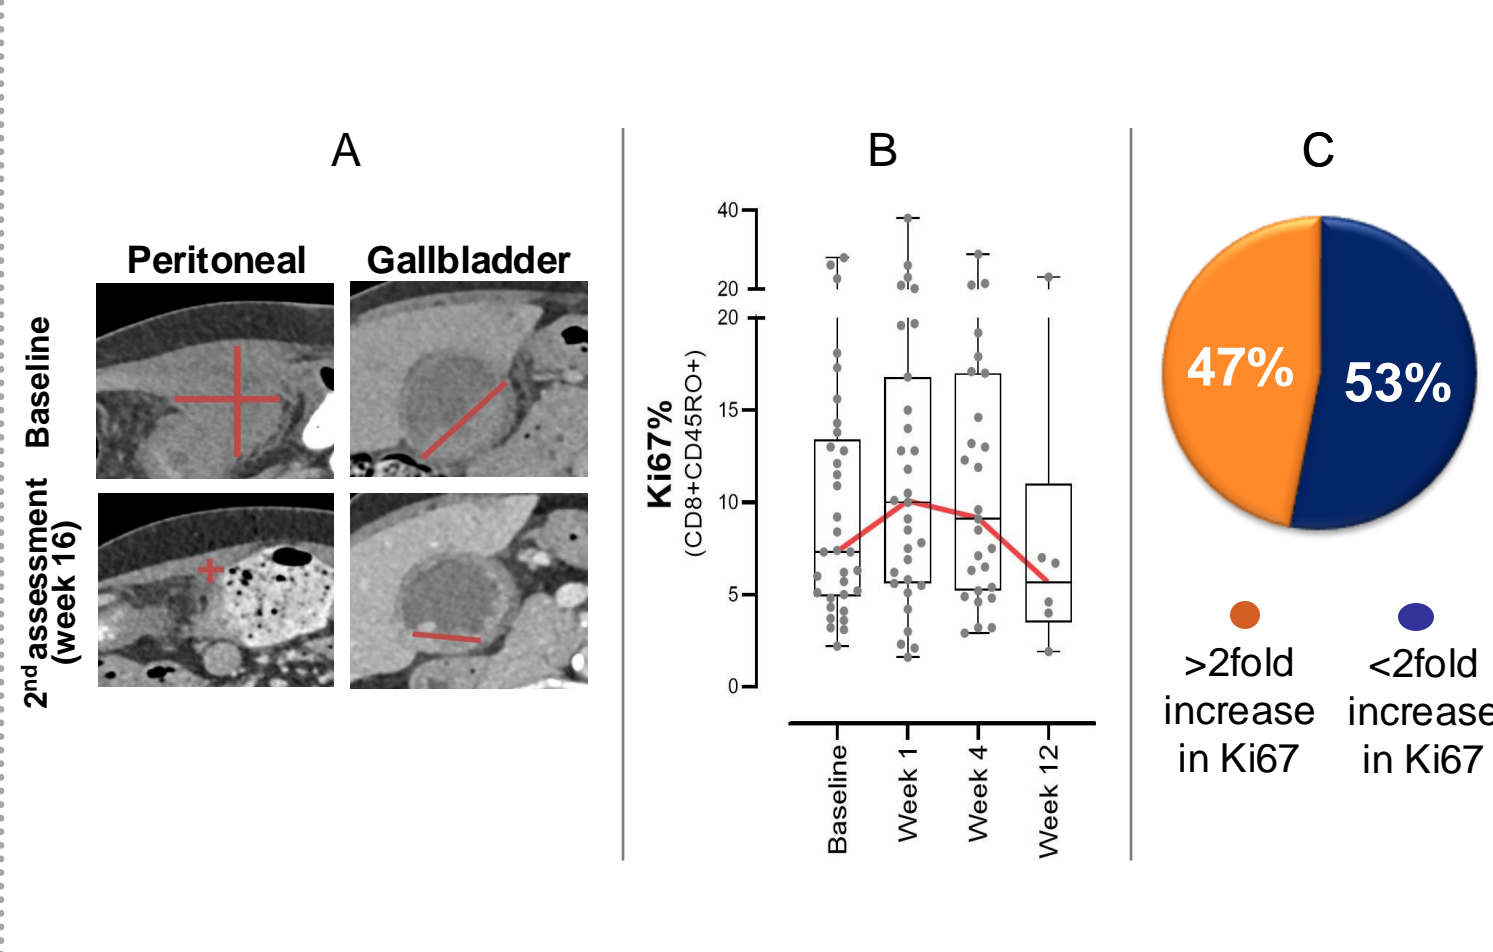 A
B
C
Peritoneal
Gallbladder
Baseline
2nd assessment
(week 16)
Ki67%
(CD8+CD45RO+)
40
20
20
15
10
5
0
Baseline
Week 1
Week 4
Week 12
47%
53%
>2fold
increase
in Ki67
<2fold
increase
in Ki67